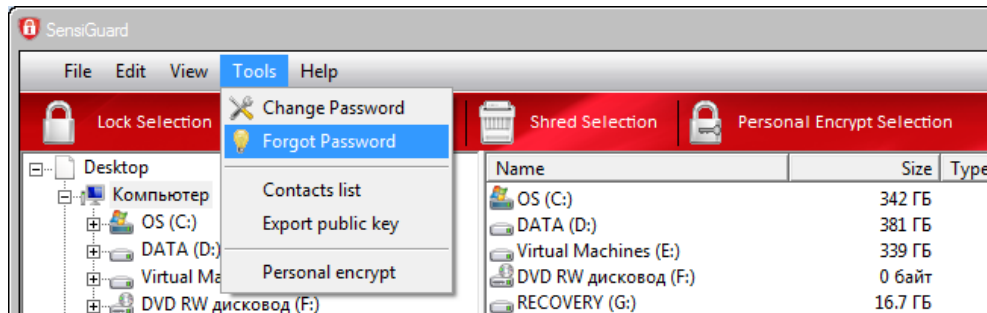 SensiGuard
File Edit View Tools Help
Lock Selection Shred Selection Personal Encrypt Selection
Change Password
Forgot Password
Contacts list
Export public key
Personal encrypt
Desktop
Компьютер
OS (C:)
DATA (D:)
Virtual Ma
DVD RW дисковод (F:)
Name Size Type
OS (C:) 342 ГБ
DATA (D:) 381 ГБ
Virtual Machines (E:) 339 ГБ
DVD RW дисковод (F:) 0 байт
RECOVERY (G:) 16.7 ГБ